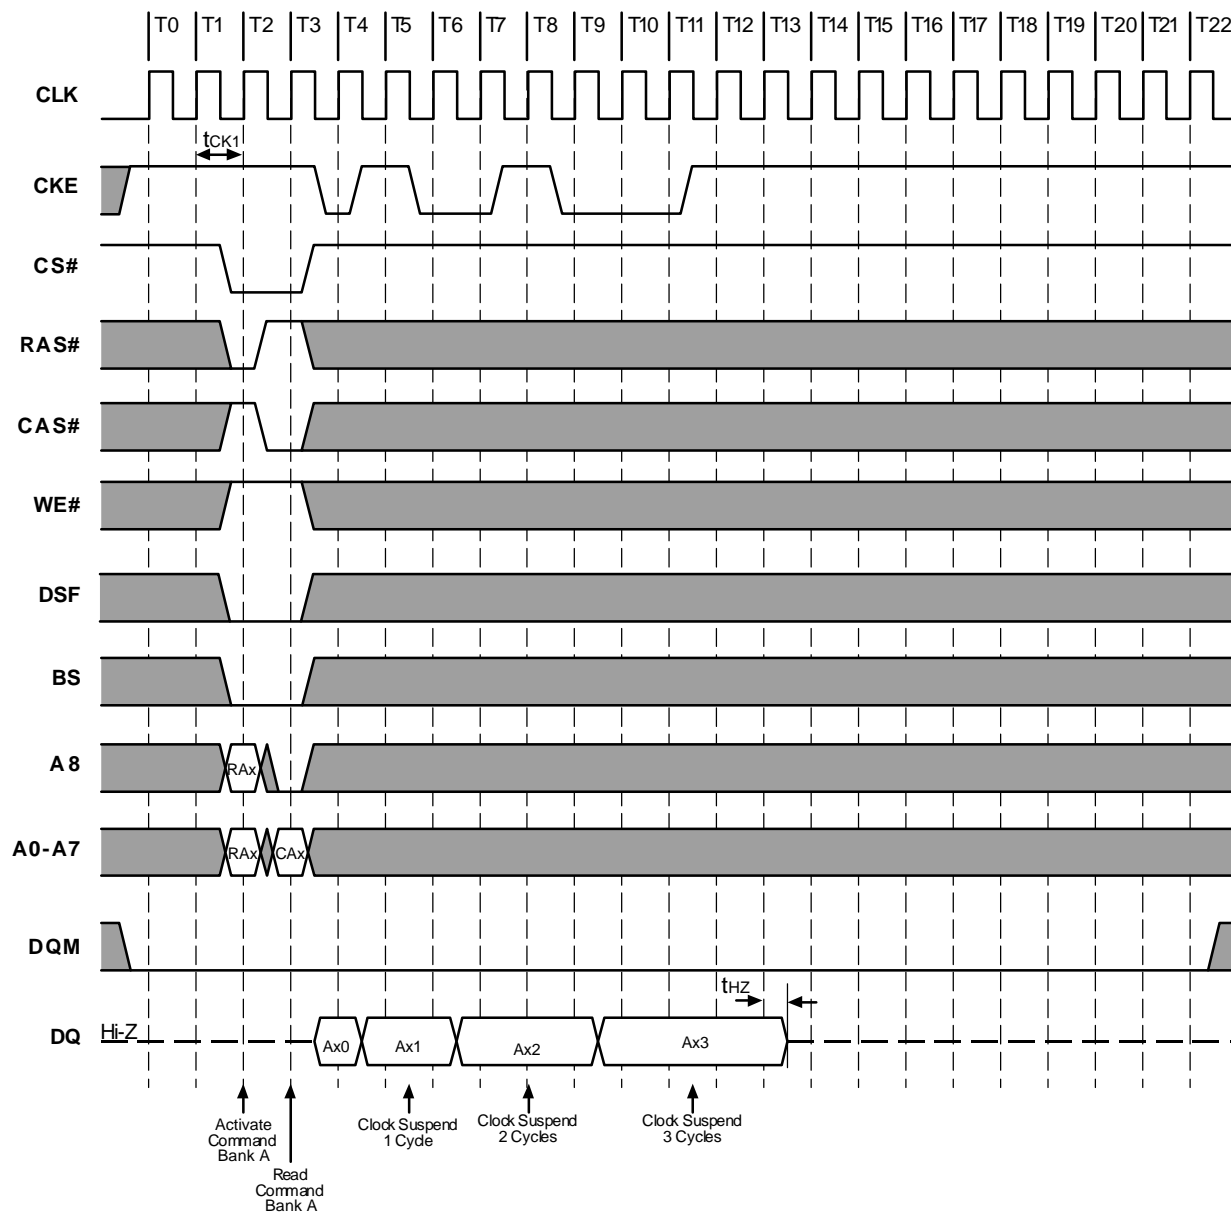 T0 T1 T2 T3 T4 T5 T6 T7 T8 T9 T10 T11 T12 T13 T14 T15 T16 T17 T18 T19 T20 T21 T22
CLK
tCK1
CKE
CS#
RAS#
CAS#
WE#
DSF
BS
A8
RAx
A0-A7
RAx CAx
DQM
tHZ
DQ
Hi-Z
Ax0 Ax1 Ax2 Ax3
Activate
Command
Bank A
Read
Command
Bank A
Clock Suspend
1 Cycle
Clock Suspend
2 Cycles
Clock Suspend
3 Cycles